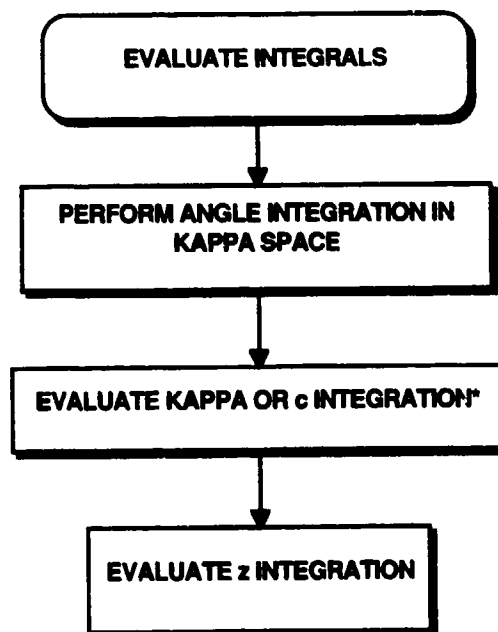 EVALUATE INTEGRALS
PERFORM ANGLE INTEGRATION IN
KAPPA SPACE
EVALUATE KAPPA OR c INTEGRATION*
EVALUATE z INTEGRATION